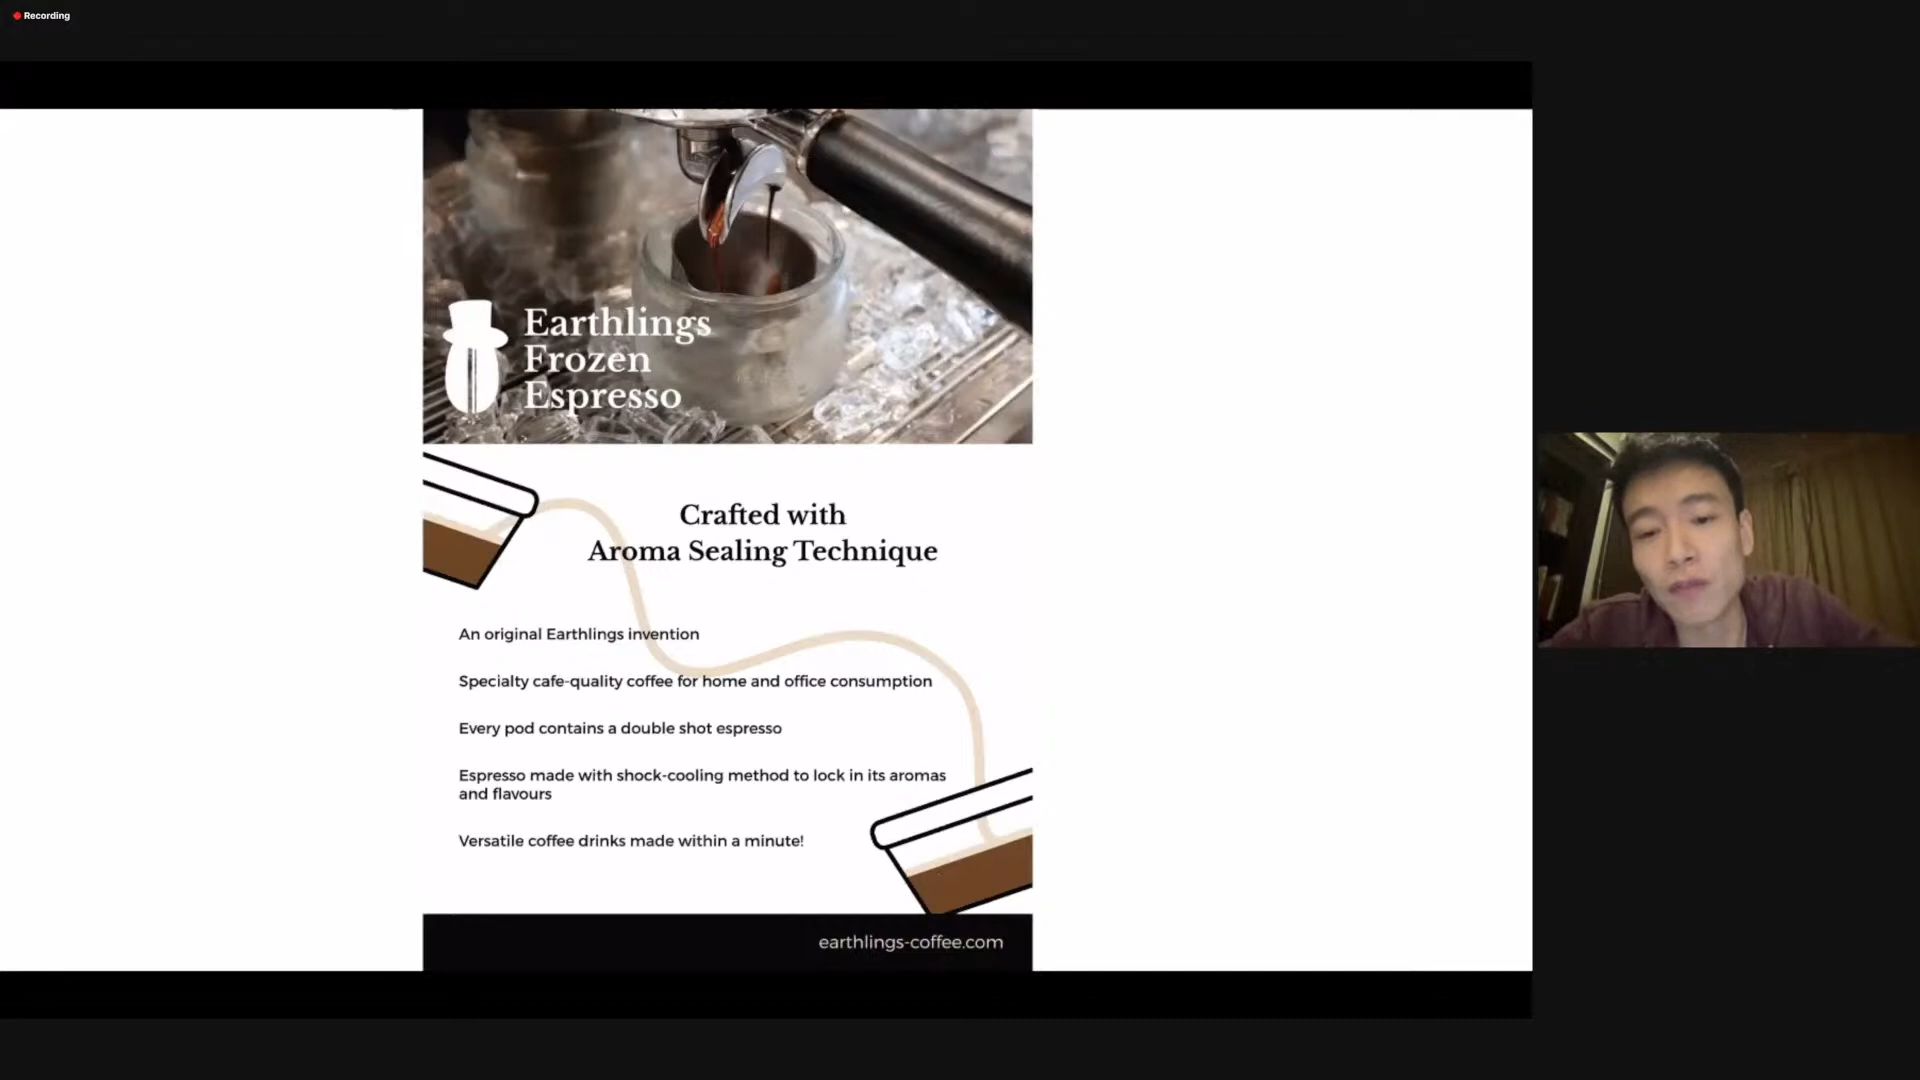 Recording
Earthlings
Frozen
Espresso
Crafted with
Aroma Sealing Technique
An original Earthlings invention
Specialty cafe-quality coffee for home and office consumption
Every pod contains a double shot espresso
Espresso made with shock-cooling method to lock in its aromas
and flavours
Versatile coffee drinks made within a minute!
earthlings-coffee.com